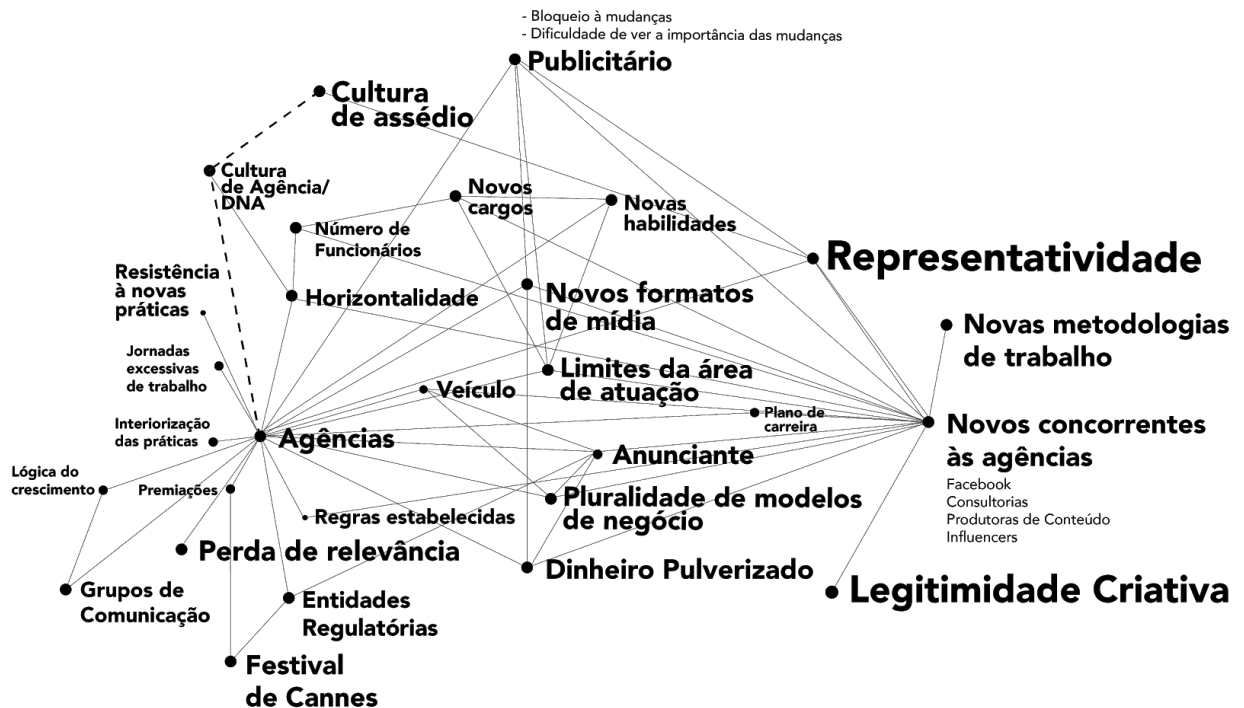 - Bloqueio à mudanças
- Dificuldade de ver a importância das mudanças
Publicitário
Cultura
de assédio
Cultura
de Agência/
DNA
Novos
cargos
Novas
habilidades
Número de
Funcionários
Representatividade
Resistência
à novas
práticas
Horizontalidade
Novos formatos
de mídia
Novas metodologias
de trabalho
Jornadas
excessivas
de trabalho
Limites da área
de atuação
Veículo
Plano de
carreira
Interiorização
das práticas
Agências
Novos concorrentes
às agências
Facebook
Consultorias
Produtoras de Conteúdo
Influencers
Anunciante
Lógica do
crescimento
Premiações
Pluralidade de modelos
de negócio
Regras estabelecidas
Perda de relevância
Dinheiro Pulverizado
Legitimidade Criativa
Grupos de
Comunicação
Entidades
Regulatórias
Festival
de Cannes